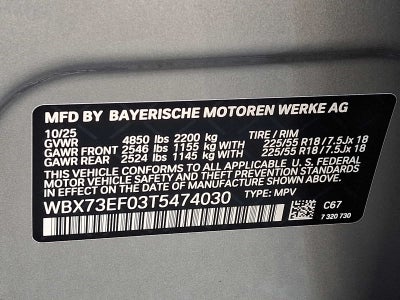 MFD BY BAYERISCHE MOTOREN WERKE AG
10/25
GVWR 4850 lbs 2200 kg TIRE / RIM
GAWR FRONT 2546 lbs 1155 kg 225/55 R18 / 7.5Jx 18
GAWR REAR 2524 lbs 1145 kg 225/55 R18 / 7.5Jx 18
THIS VEHICLE CONFORMS TO ALL APPLICABLE U. S. FEDERAL
MOTOR VEHICLE SAFETY AND THEFT PREVENTION STANDARDS
IN EFFECT ON THE DATE OF MANUFACTURE SHOWN ABOVE.
WBX73EF03T5474030 TYPE: MPV
C67
7 320 730